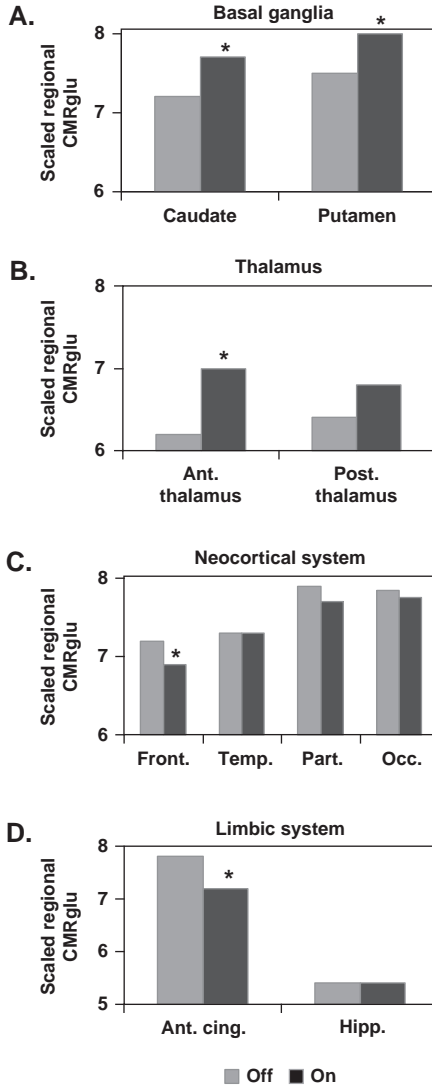 A.
Basal ganglia
Scaled regional
CMRglu
8
7
6
*
*
Caudate
Putamen
B.
Thalamus
Scaled regional
CMRglu
8
7
6
*
Ant.
thalamus
Post.
thalamus
C.
Neocortical system
Scaled regional
CMRglu
8
7
6
*
Front.
Temp.
Part.
Occ.
D.
Limbic system
Scaled regional
CMRglu
8
7
6
5
*
Ant. cing.
Hipp.
Off
On